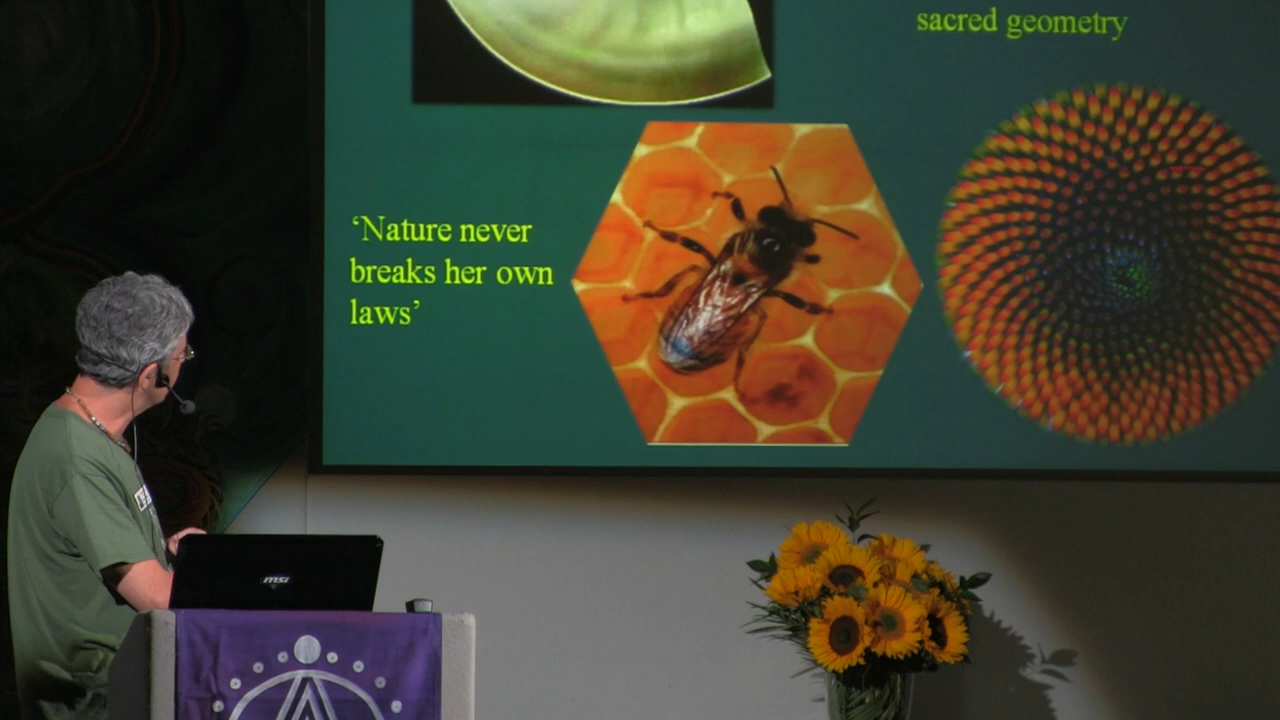 sacred geometry
‘Nature never
breaks her own
laws’
msi